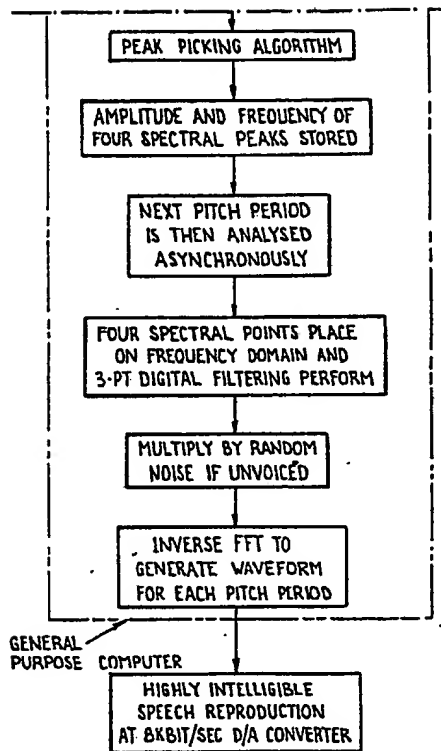 PEAK PICKING ALGORITHM
AMPLITUDE AND FREQUENCY OF
FOUR SPECTRAL PEAKS STORED
NEXT PITCH PERIOD
IS THEN ANALYSED
ASYNCHRONOUSLY
FOUR SPECTRAL POINTS PLACE
ON FREQUENCY DOMAIN AND
3-PT DIGITAL FILTERING PERFORM
MULTIPLY BY RANDOM
NOISE IF UNVOICED
INVERSE FFT TO
GENERATE WAVEFORM
FOR EACH PITCH PERIOD
GENERAL
PURPOSE COMPUTER
HIGHLY INTELLIGIBLE
SPEECH REPRODUCTION
AT 8KBIT/SEC D/A CONVERTER